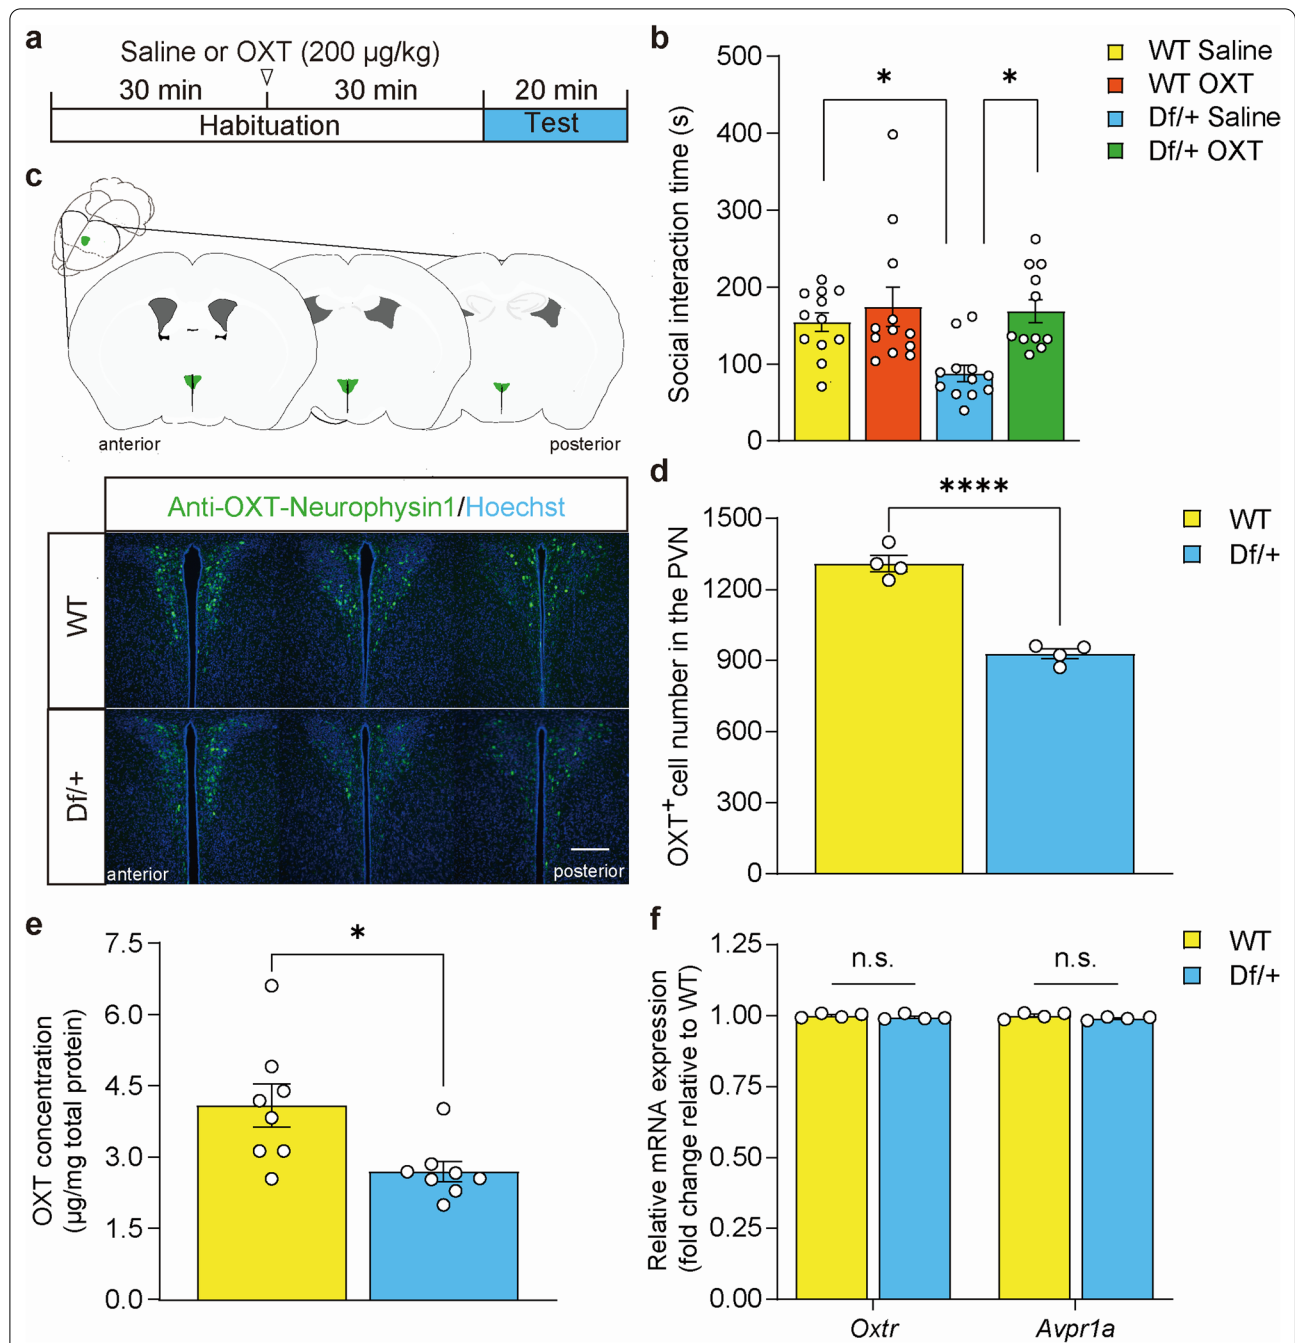 a
Saline or OXT (200 µg/kg)
30 min 30 min 20 min
Habituation Test
b
Social interaction time (s)
500
400
300
200
100
0
* *
WT Saline
WT OXT
Df/+ Saline
Df/+ OXT
c
anterior posterior
Anti-OXT-Neurophysin1/Hoechst
WT
Df/+
anterior posterior
d
OXT+ cell number in the PVN
1500
1200
900
600
300
0
****
WT
Df/+
e
OXT concentration
(µg/mg total protein)
7.5
6.0
4.5
3.0
1.5
0.0
*
f
Relative mRNA expression
(fold change relative to WT)
1.25
1.00
0.75
0.50
0.25
0.00
n.s. n.s.
Oxtr Avpr1a
WT
Df/+